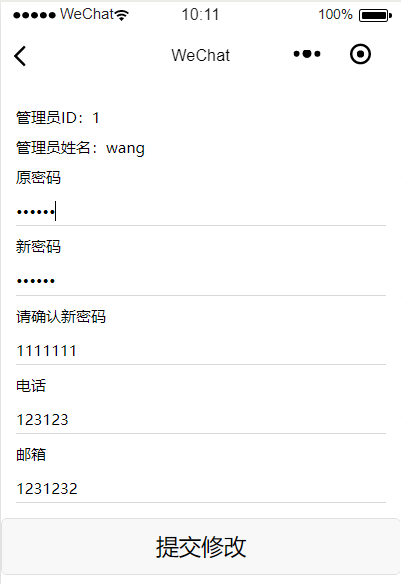 WeChat 10:11 100%
WeChat
管理员ID：1
管理员姓名：wang
原密码
••••••
新密码
••••••
请确认新密码
1111111
电话
123123
邮箱
1231232
提交修改